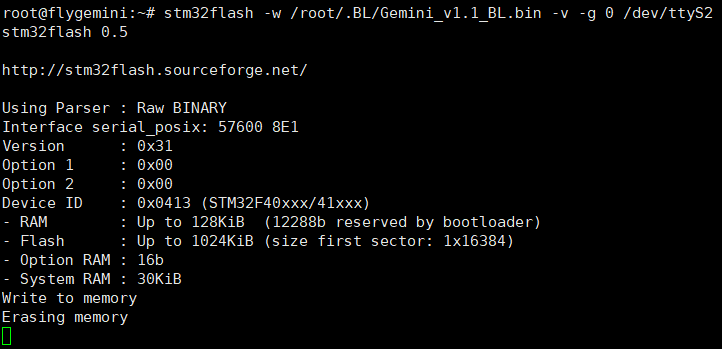 root@flygemini:~# stm32flash -w /root/.BL/Gemini_v1.1_BL.bin -v -g 0 /dev/ttyS2
stm32flash 0.5
http://stm32flash.sourceforge.net/
Using Parser : Raw BINARY
Interface serial_posix: 57600 8E1
Version      : 0x31
Option 1     : 0x00
Option 2     : 0x00
Device ID    : 0x0413 (STM32F40xxx/41xxx)
- RAM        : Up to 128KiB  (12288b reserved by bootloader)
- Flash      : Up to 1024KiB (size first sector: 1x16384)
- Option RAM : 16b
- System RAM : 30KiB
Write to memory
Erasing memory